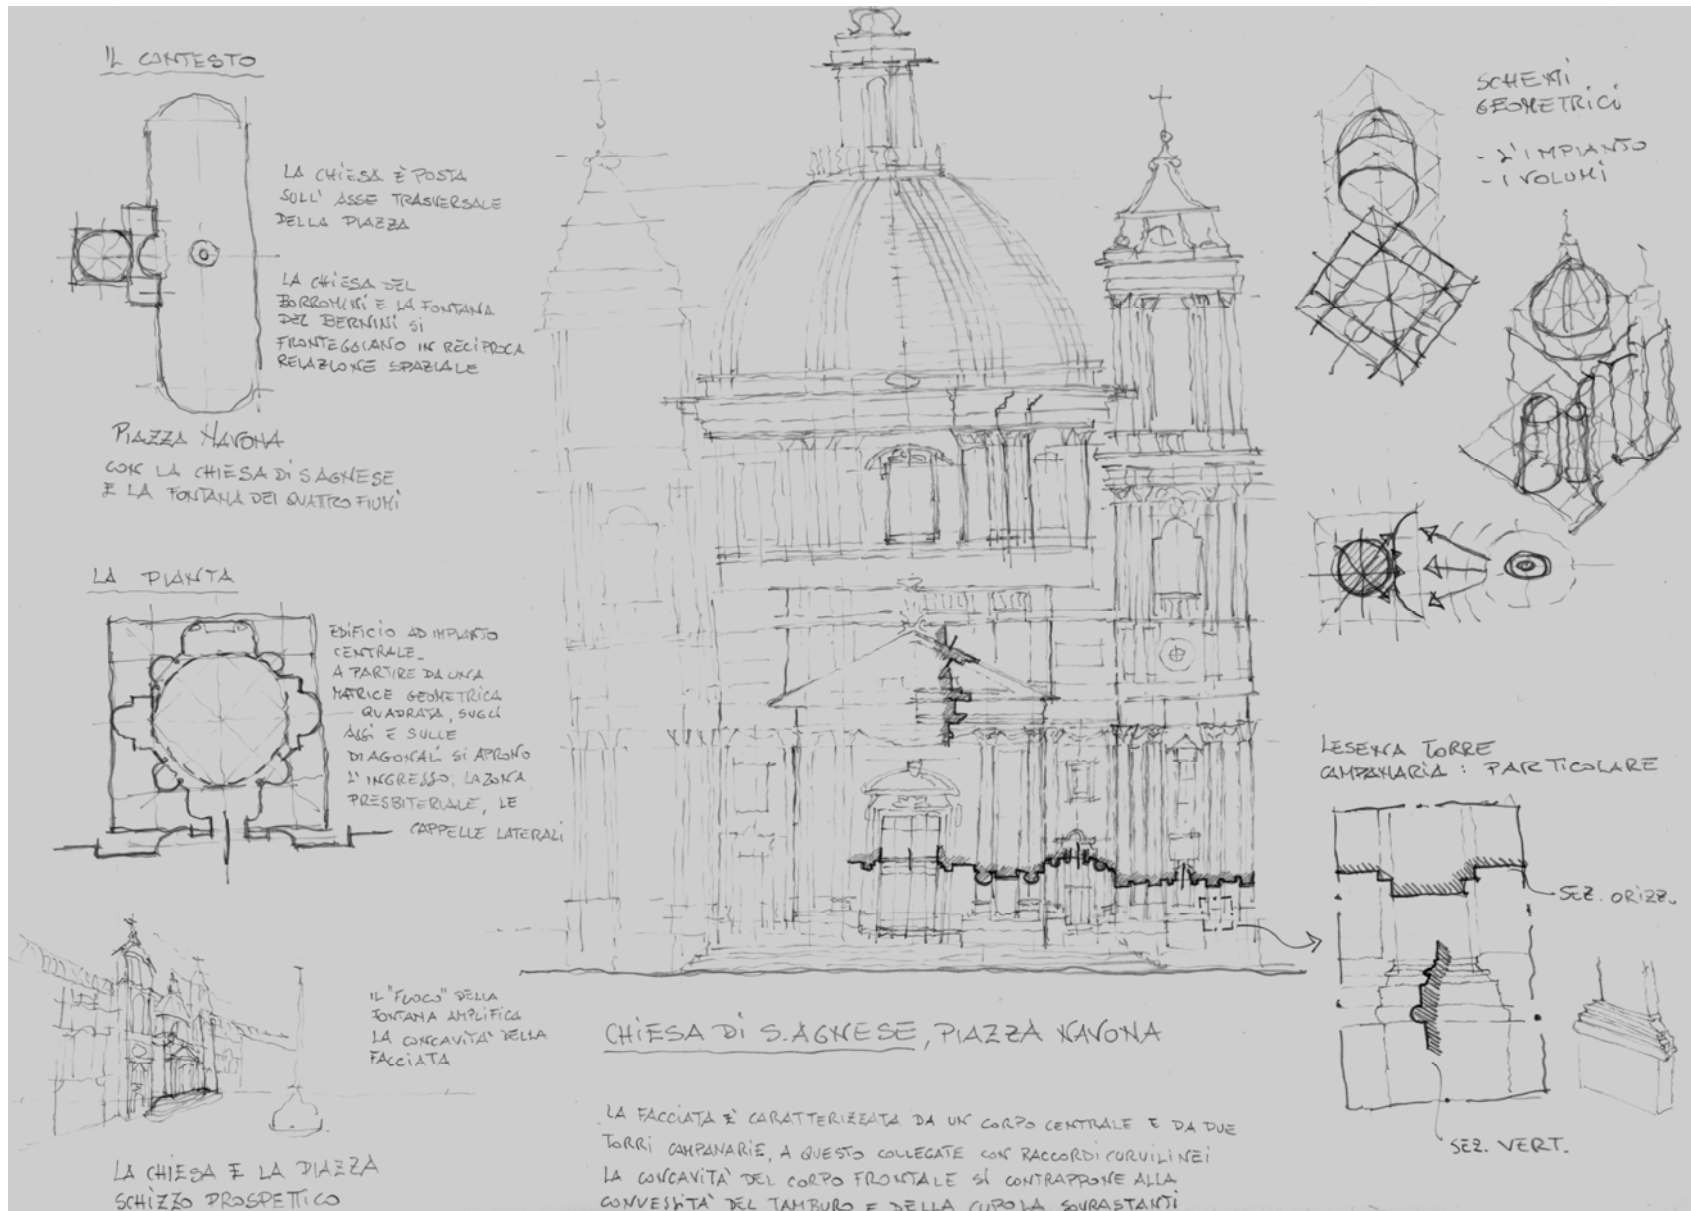 IL CONTESTO
LA CHIESA È POSTA
SULL' ASSE TRASVERSALE
DELLA PIAZZA
LA CHIESA DEL
BORROMINI E LA FONTANA
DEL BERNINI SI
FRONTEGGIANO IN RECIPROCA
RELAZIONE SPAZIALE
PIAZZA NAVONA
CON LA CHIESA DI S AGNESE
E LA FONTANA DEI QUATTRO FIUMI
LA PIANTA
EDIFICIO AD IMPIANTO
CENTRALE_
A PARTIRE DA UNA
MATRICE GEOMETRICA
QUADRATA, SUGLI
ASSI E SULLE
DIAGONALI SI APRONO
L'INGRESSO, LA ZONA
PRESBITERIALE, LE
CAPPELLE LATERALI
IL "FUOCO" DELLA
FONTANA AMPLIFICA
LA CONCAVITA' DELLA
FACCIATA
LA CHIESA E LA PIAZZA
SCHIZZO PROSPETTICO
CHIESA DI S. AGNESE, PIAZZA NAVONA
LA FACCIATA È CARATTERIZZATA DA UN CORPO CENTRALE E DA DUE
TORRI CAMPANARIE, A QUESTO COLLEGATE CON RACCORDI CURVILINEI
LA CONCAVITA' DEL CORPO FRONTALE SI CONTRAPPONE ALLA
CONVESSITA' DEL TAMBURO E DELLA CUPOLA SOVRASTANTI
SCHEMI
GEOMETRICI
- L'IMPIANTO
- I VOLUMI
LESENA TORRE
CAMPANARIA : PARTICOLARE
SEZ. ORIZZ.
SEZ. VERT.